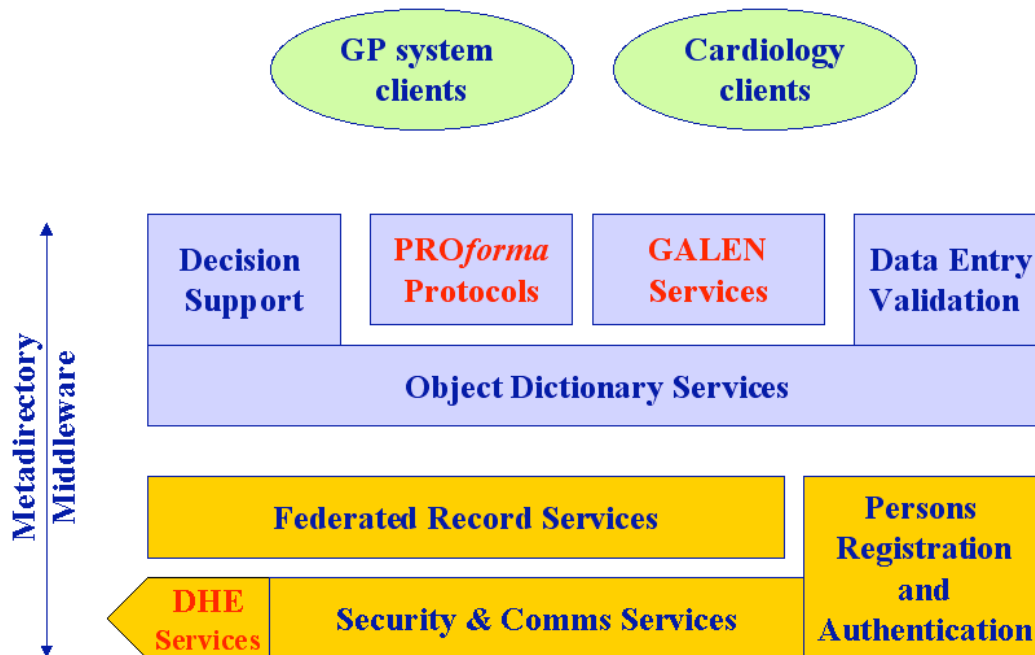 GP system
clients
Cardiology
clients
Decision
Support
PROforma
Protocols
GALEN
Services
Data Entry
Validation
Object Dictionary Services
Metadirectory
Middleware
Federated Record Services
Persons
Registration
and
Authentication
DHE
Services
Security & Comms Services